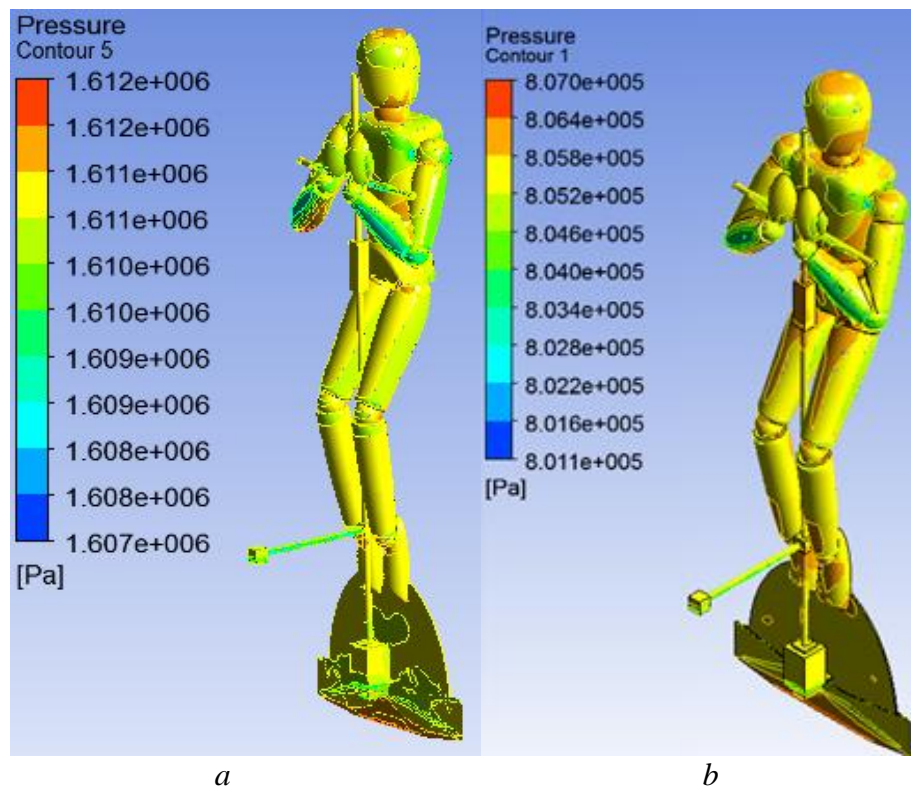 Pressure
Contour 5
1.612e+006
1.612e+006
1.611e+006
1.611e+006
1.610e+006
1.610e+006
1.609e+006
1.609e+006
1.608e+006
1.608e+006
1.607e+006
[Pa]
Pressure
Contour 1
8.070e+005
8.064e+005
8.058e+005
8.052e+005
8.046e+005
8.040e+005
8.034e+005
8.028e+005
8.022e+005
8.016e+005
8.011e+005
[Pa]
a
b